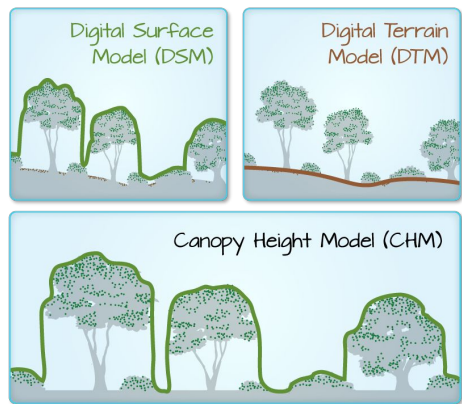 Digital Surface
Model (DSM)
Digital Terrain
Model (DTM)
Canopy Height Model (CHM)